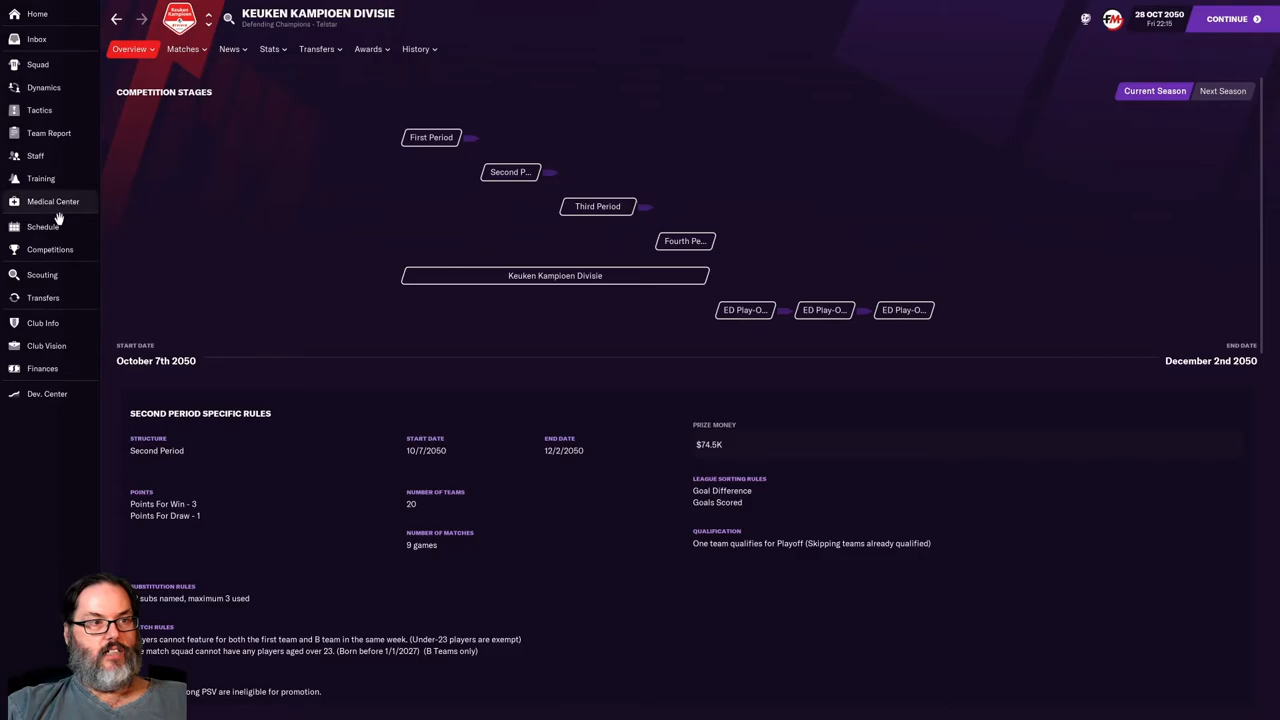 Home
Inbox
Squad
Dynamics
Tactics
Team Report
Staff
Training
Medical Center
Schedule
Competitions
Scouting
Transfers
Club Info
Club Vision
Finances
Dev. Center
KEUKEN KAMPIOEN DIVISIE
Defending Champions - Telstar
28 OCT 2050
Fri 22:15
CONTINUE
Overview Matches News Stats Transfers Awards History
COMPETITION STAGES
Current Season Next Season
First Period
Second P...
Third Period
Fourth Pe...
Keuken Kampioen Divisie
ED Play-O... ED Play-O... ED Play-O...
START DATE END DATE
October 7th 2050 December 2nd 2050
SECOND PERIOD SPECIFIC RULES
STRUCTURE
Second Period
START DATE
10/7/2050
END DATE
12/2/2050
PRIZE MONEY
$74.5K
POINTS
Points For Win - 3
Points For Draw - 1
NUMBER OF TEAMS
20
NUMBER OF MATCHES
9 games
LEAGUE SORTING RULES
Goal Difference
Goals Scored
QUALIFICATION
One team qualifies for Playoff (Skipping teams already qualified)
SUBSTITUTION RULES
subs named, maximum 3 used
TCH RULES
yers cannot feature for both the first team and B team in the same week. (Under-23 players are exempt)
e match squad cannot have any players aged over 23. (Born before 1/1/2027) (B Teams only)
ong PSV are ineligible for promotion.